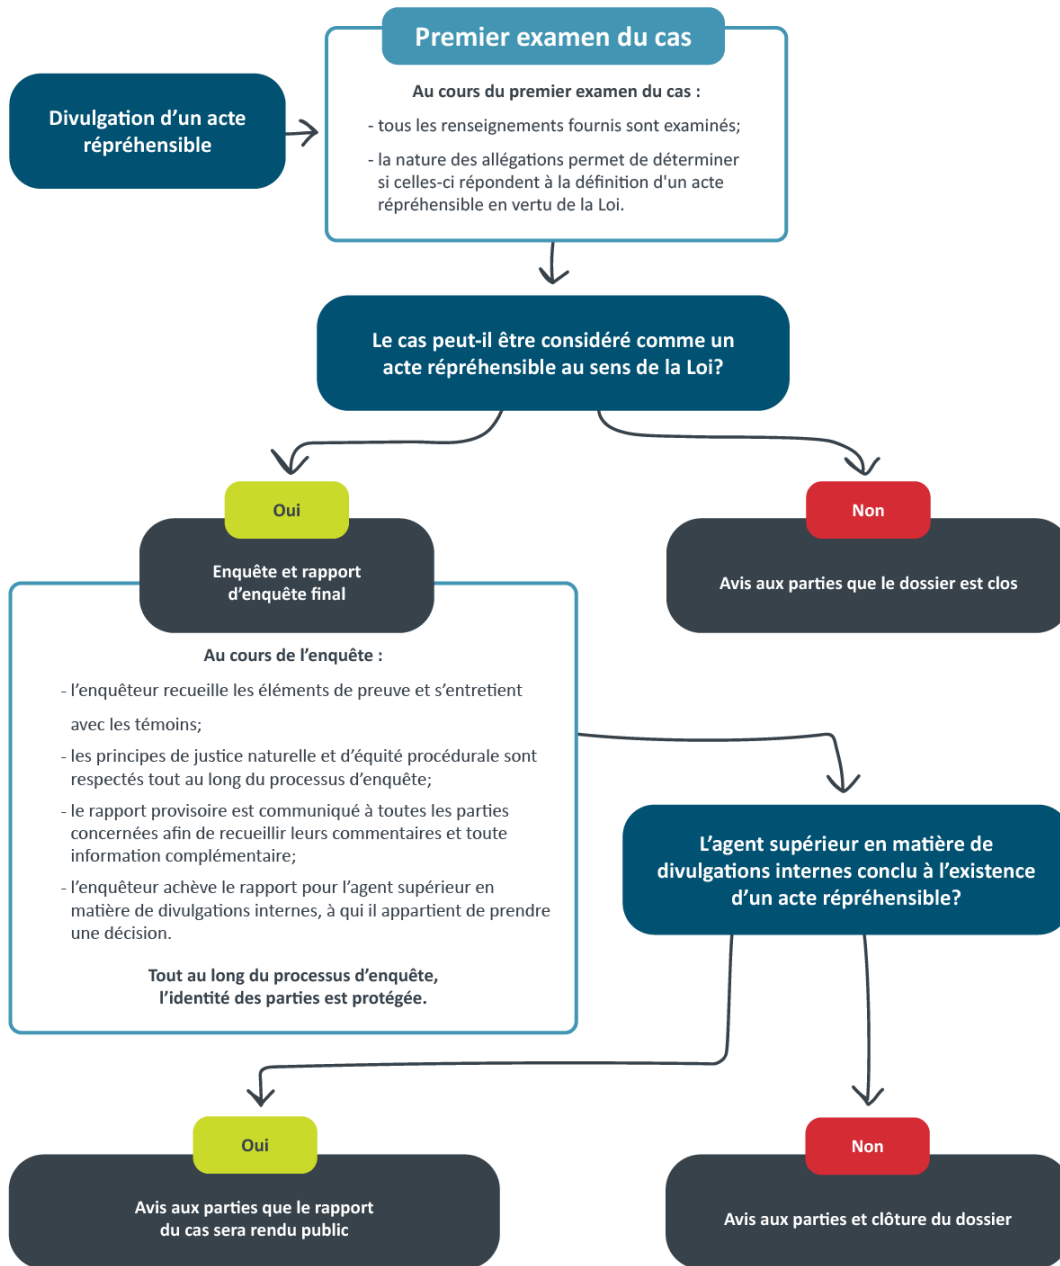 Premier examen du cas
Divulgation d'un acte
répréhensible
Au cours du premier examen du cas :
- tous les renseignements fournis sont examinés;
- la nature des allégations permet de déterminer
si celles-ci répondent à la définition d'un acte
répréhensible en vertu de la Loi.
Le cas peut-il être considéré comme un
acte répréhensible au sens de la Loi?
Oui
Enquête et rapport
d'enquête final
Non
Avis aux parties que le dossier est clos
Au cours de l'enquête :
- l'enquêteur recueille les éléments de preuve et s'entretient
avec les témoins;
- les principes de justice naturelle et d'équité procédurale sont
respectés tout au long du processus d'enquête;
- le rapport provisoire est communiqué à toutes les parties
concernées afin de recueillir leurs commentaires et toute
information complémentaire;
- l'enquêteur achève le rapport pour l'agent supérieur en
matière de divulgations internes, à qui il appartient de prendre
une décision.
Tout au long du processus d'enquête,
l'identité des parties est protégée.
L'agent supérieur en matière de
divulgations internes conclu à l'existence
d'un acte répréhensible?
Oui
Avis aux parties que le rapport
du cas sera rendu public
Non
Avis aux parties et clôture du dossier